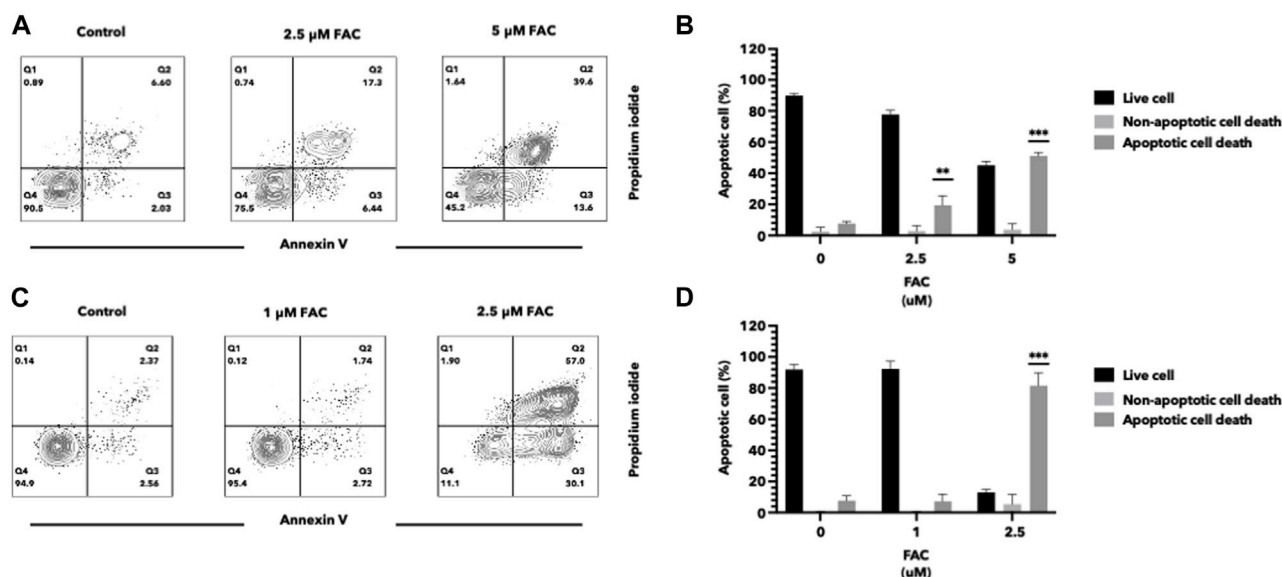 A
Control
2.5 µM FAC
5 µM FAC
Q1
0.89
Q2
6.60
Q4
90.5
Q3
2.03
Q1
0.74
Q2
17.3
Q4
75.5
Q3
6.44
Q1
1.64
Q2
39.6
Q4
45.2
Q3
13.6
Propidium iodide
Annexin V
B
Apoptotic cell (%)
120
100
80
60
40
20
0
**
***
0
2.5
5
FAC
(uM)
Live cell
Non-apoptotic cell death
Apoptotic cell death
C
Control
1 µM FAC
2.5 µM FAC
Q1
0.14
Q2
2.37
Q4
94.9
Q3
2.56
Q1
0.12
Q2
1.74
Q4
95.4
Q3
2.72
Q1
1.90
Q2
57.0
Q4
11.1
Q3
30.1
Propidium iodide
Annexin V
D
Apoptotic cell (%)
120
100
80
60
40
20
0
***
0
1
2.5
FAC
(uM)
Live cell
Non-apoptotic cell death
Apoptotic cell death